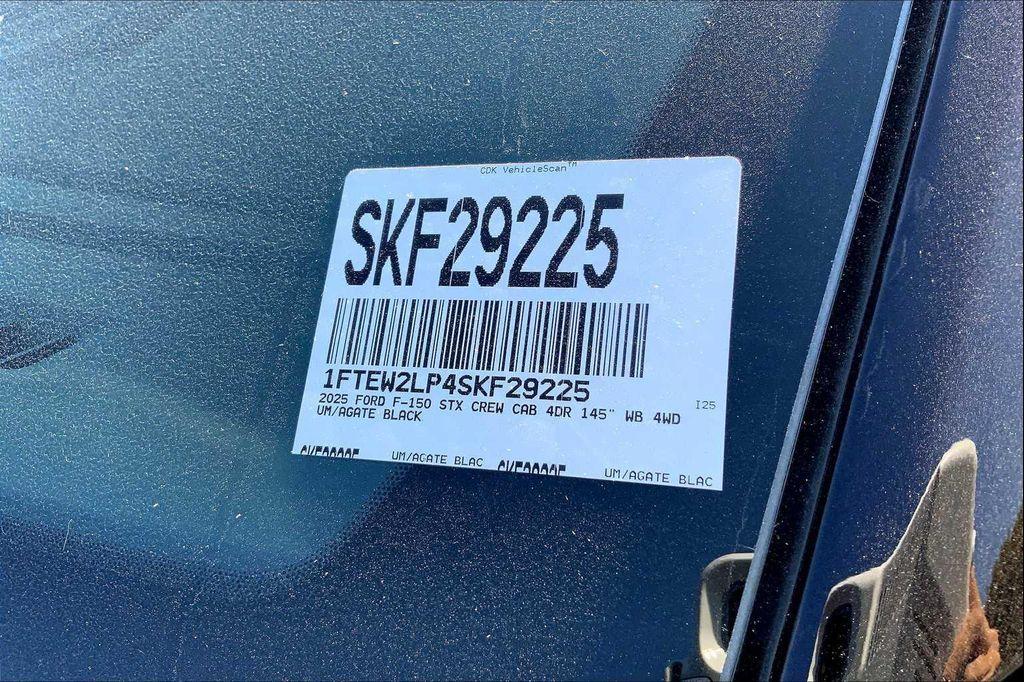 CDK VehicleScan™
SKF29225
1FTEW2LP4SKF29225
2025 FORD F-150 STX CREW CAB 4DR 145" WB 4WD
I25
UM/AGATE BLACK
UM/AGATE BLAC
UM/AGATE BLAC